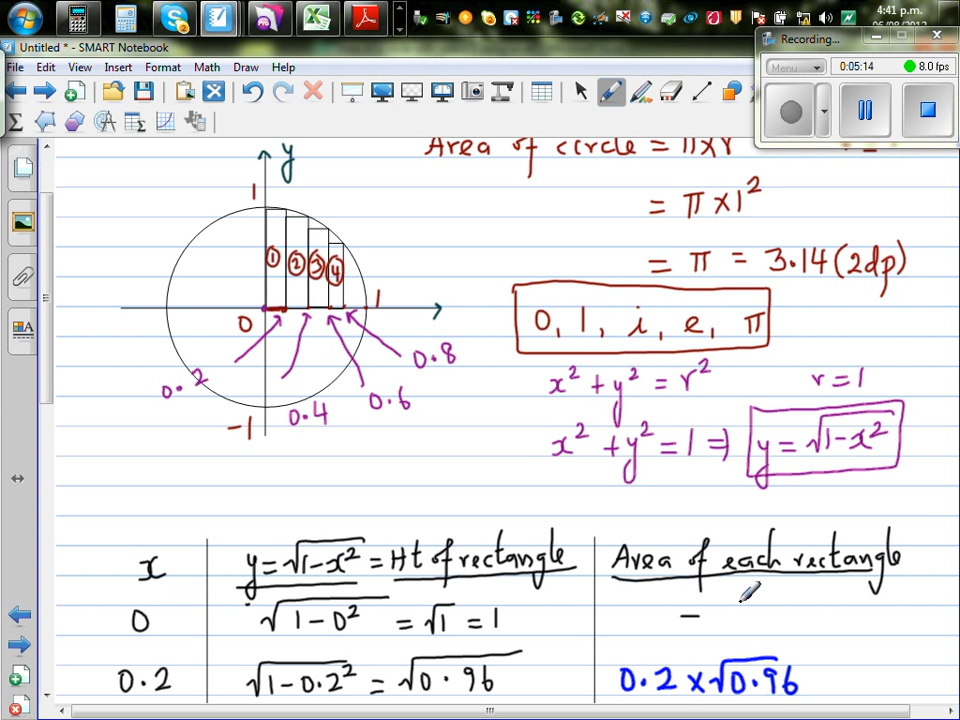 4:41 p.m.
06/08/2012
Untitled * - SMART Notebook
Recording...
File Edit View Insert Format Math Draw Help
Menu
0:05:14
8.0 fps
Area of circle = π×r
= π×1²
= π = 3.14 (2dp)
y
1
① ② ③ ④
0
1
0, 1, i, e, π
0.2
0.4
0.6
0.8
-1
x² + y² = r²
r = 1
x² + y² = 1 ⇒ y = √1-x²
x
y = √1-x² = Ht of rectangle
Area of each rectangle
0
√1-0² = √1 = 1
–
0.2
√1-0.2² = √0.96
0.2 × √0.96